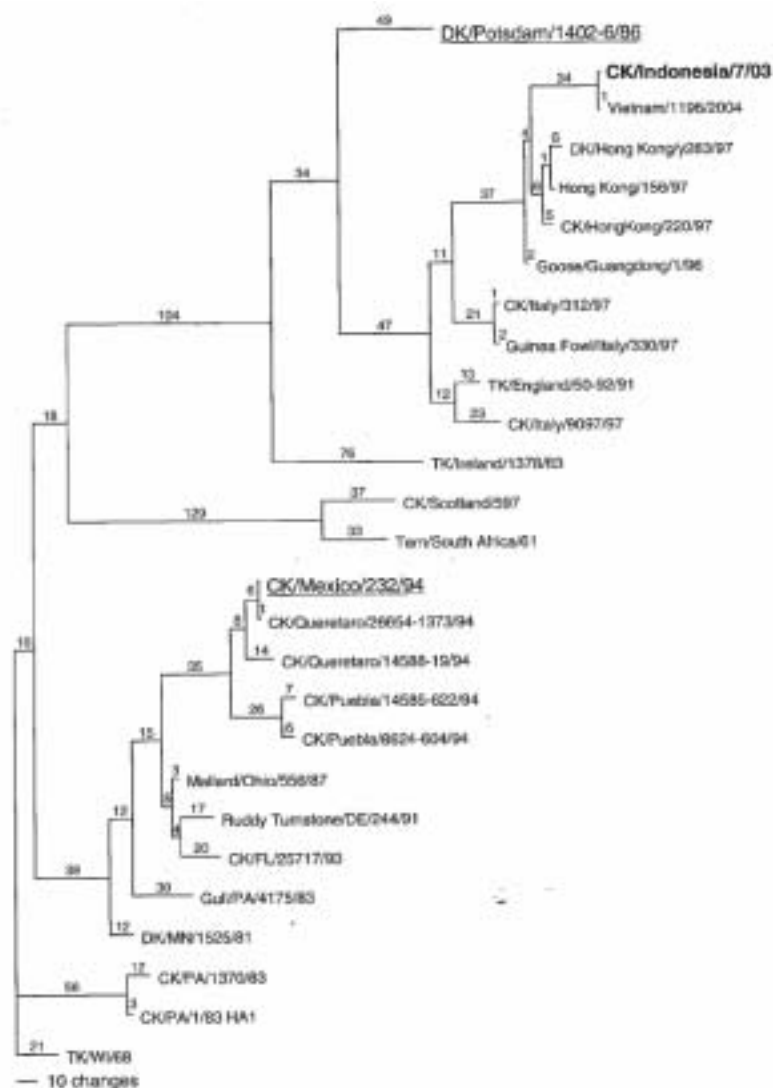 49
DK/Potsdam/1402-6/86
CK/Indonesia/7/03
34
1
Vietnam/1196/2004
DK/Hong Kong/y283/97
1
34
Hong Kong/156/97
37
5
CK/HongKong/220/97
11
2
Goose/Guangdong/1/96
1
CK/Italy/312/97
104
21
47
2
Guinea Fowl/Italy/330/97
10
TK/England/50-92/91
12
18
23
CK/Italy/9097/97
76
TK/Ireland/1378/83
37
CK/Scotland/59?
129
33
Tern/South Africa/61
CK/Mexico/232/94
6
1
CK/Queretaro/26654-1373/94
8
14
CK/Queretaro/14588-19/94
35
7
CK/Puebla/14585-622/94
26
6
CK/Puebla/8624-604/94
15
3
Mallard/Ohio/556/87
12
17
Ruddy Turnstone/DE/244/91
20
CK/FL/25717/93
39
30
Gull/PA/4175/83
12
DK/MN/1525/81
17
CK/PA/1370/83
56
3
CK/PA/1/83 HA1
21
TK/WI/68
10 changes